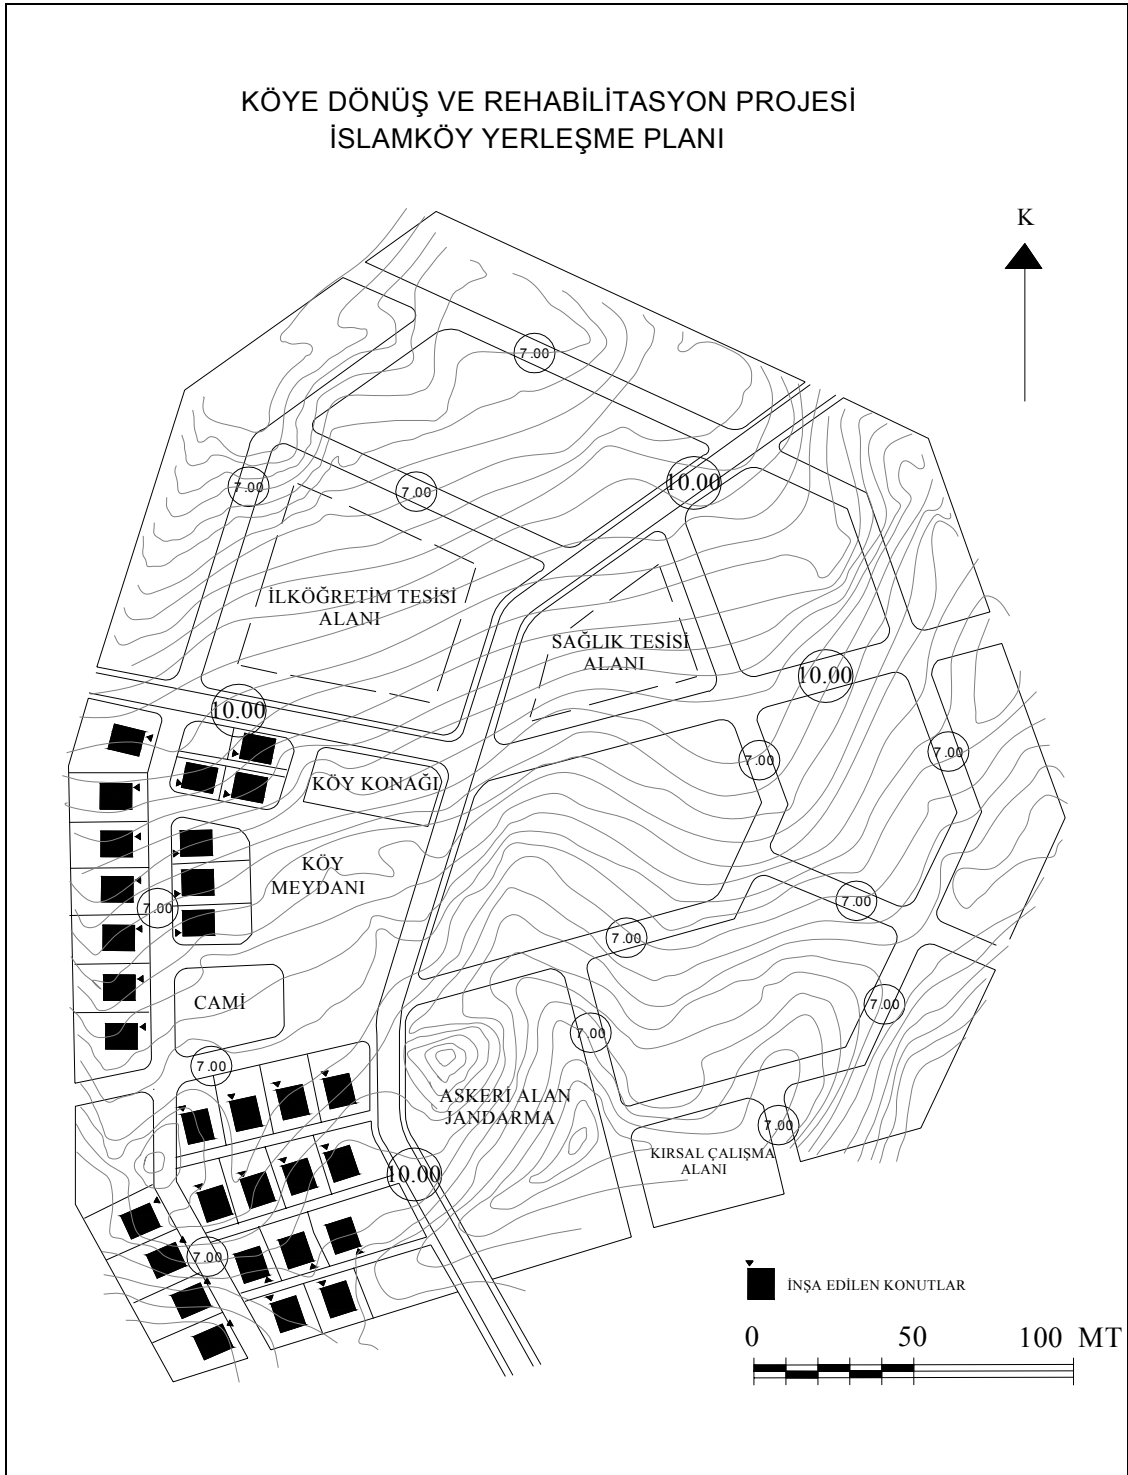 KÖYE DÖNÜŞ VE REHABİLİTASYON PROJESİ
İSLAMKÖY YERLEŞME PLANI
K
7.00
10.00
7.00
7.00
İLKÖĞRETİM TESİSİ
ALANI
SAĞLIK TESİSİ
ALANI
10.00
10.00
7.00
7.00
KÖY KONAĞI
KÖY
MEYDANI
7.00
7.00
7.00
CAMİ
7.00
7.00
7.00
ASKERİ ALAN
JANDARMA
7.00
KIRSAL ÇALIŞMA
ALANI
10.00
7.00
İNŞA EDİLEN KONUTLAR
0 50 100 MT